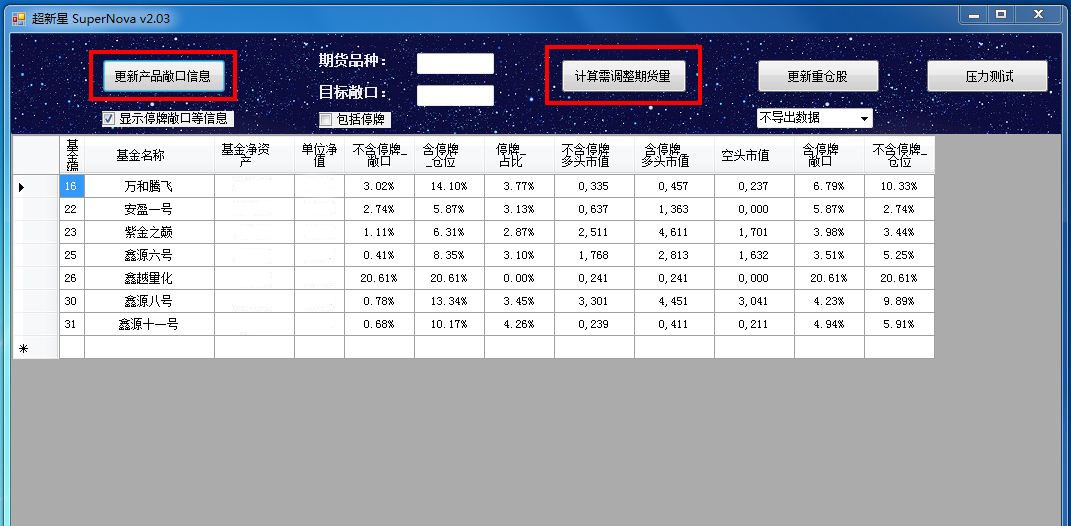 超新星 SuperNova v2.03
更新产品敞口信息
期货品种：
计算需调整期货量
更新重仓股
压力测试
目标敞口：
显示停牌敞口等信息
包括停牌
不导出数据
基金编 基金名称 基金净资产 单位净值 不含停牌_敞口 含停牌_仓位 停牌_占比 不含停牌_多头市值 含停牌_多头市值 空头市值 含停牌_敞口 不含停牌_仓位
16 万和腾飞 3.02% 14.10% 3.77% 0,335 0,457 0,237 6.79% 10.33%
22 安盈一号 2.74% 5.87% 3.13% 0,637 1,363 0,000 5.87% 2.74%
23 紫金之巅 1.11% 6.31% 2.87% 2,511 4,611 1,701 3.98% 3.44%
25 鑫源六号 0.41% 8.35% 3.10% 1,768 2,813 1,632 3.51% 5.25%
26 鑫越量化 20.61% 20.61% 0.00% 0,241 0,241 0,000 20.61% 20.61%
30 鑫源八号 0.78% 13.34% 3.45% 3,301 4,451 3,041 4.23% 9.89%
31 鑫源十一号 0.68% 10.17% 4.26% 0,239 0,411 0,211 4.94% 5.91%